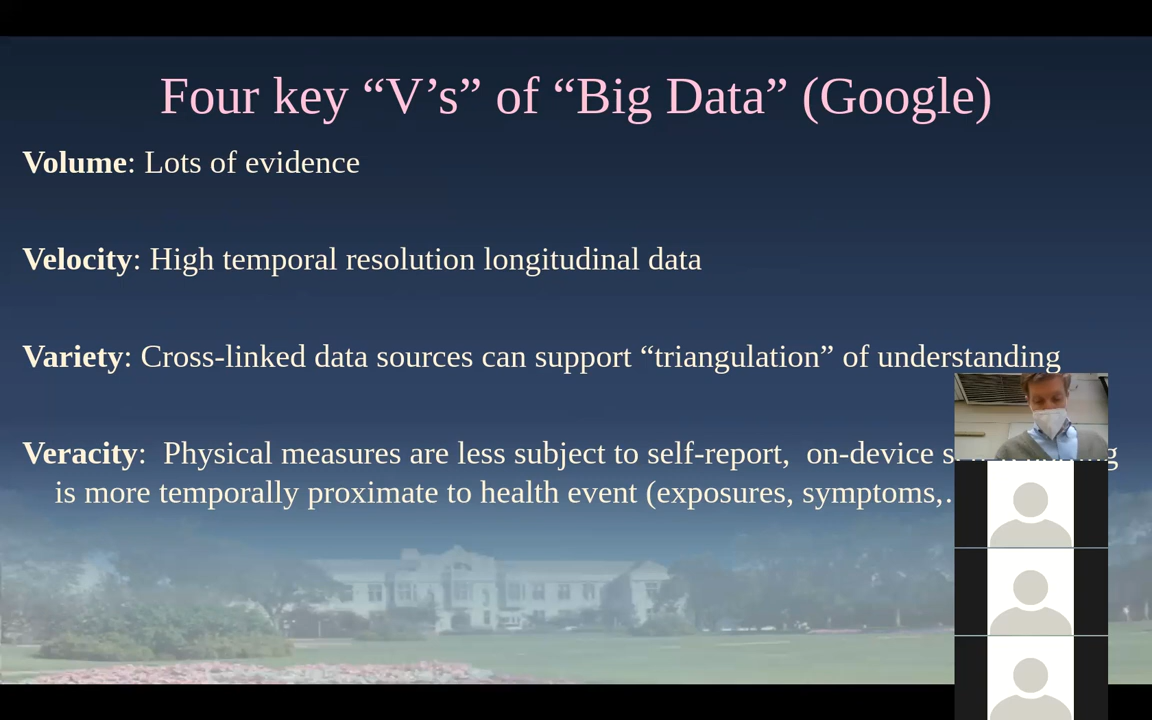 Four key “V’s” of “Big Data” (Google)
Volume: Lots of evidence
Velocity: High temporal resolution longitudinal data
Variety: Cross-linked data sources can support “triangulation” of understanding
Veracity:  Physical measures are less subject to self-report,  on-device
is more temporally proximate to health event (exposures, symptoms,